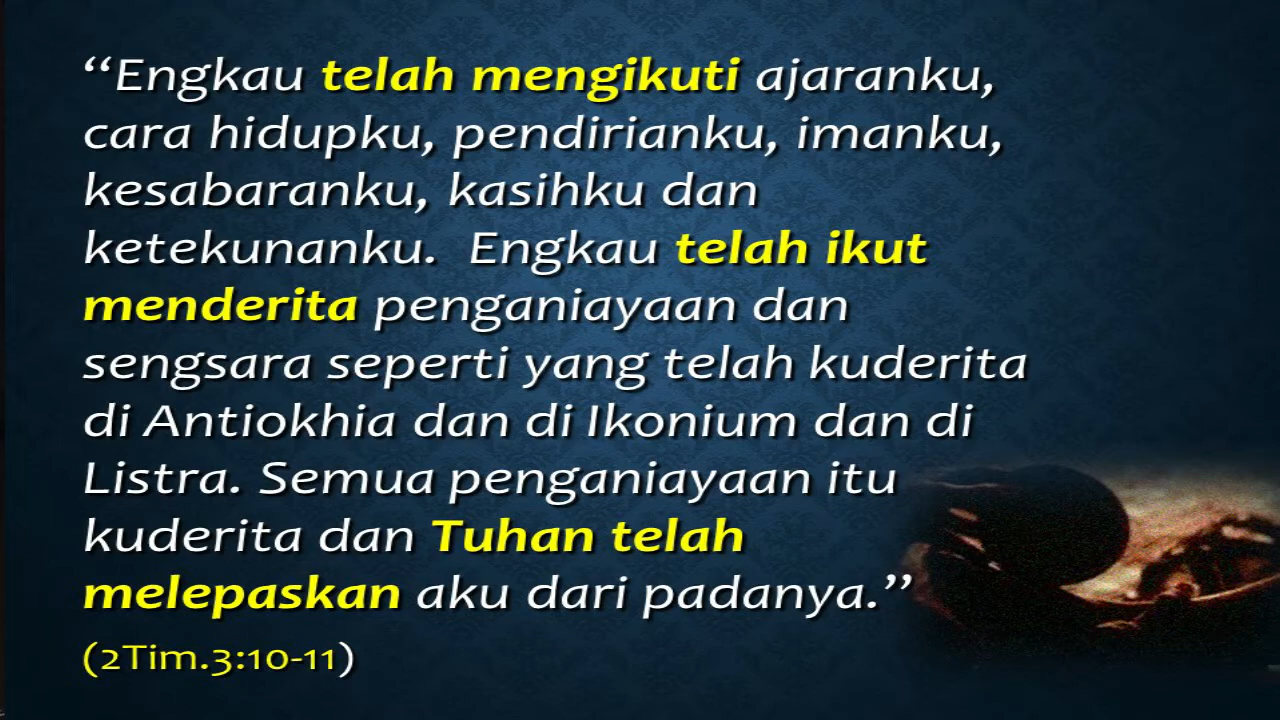 “Engkau telah mengikuti ajaranku,
cara hidupku, pendirianku, imanku,
kesabaranku, kasihku dan
ketekunanku.  Engkau telah ikut
menderita penganiayaan dan
sengsara seperti yang telah kuderita
di Antiokhia dan di Ikonium dan di
Listra. Semua penganiayaan itu
kuderita dan Tuhan telah
melepaskan aku dari padanya.”
(2Tim.3:10-11)